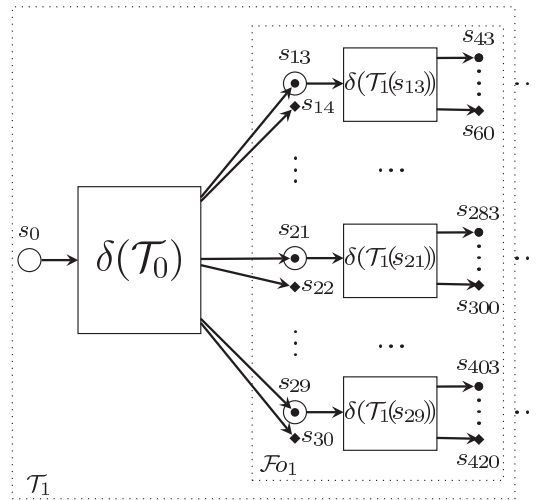 s₄₃
s₁₃
δ(𝒯₁(s₁₃))
s₁₄
s₆₀
s₀
δ(𝒯₀)
s₂₁
s₂₈₃
δ(𝒯₁(s₂₁))
s₂₂
s₃₀₀
s₂₉
s₄₀₃
δ(𝒯₁(s₂₉))
s₃₀
s₄₂₀
ℱo₁
𝒯₁